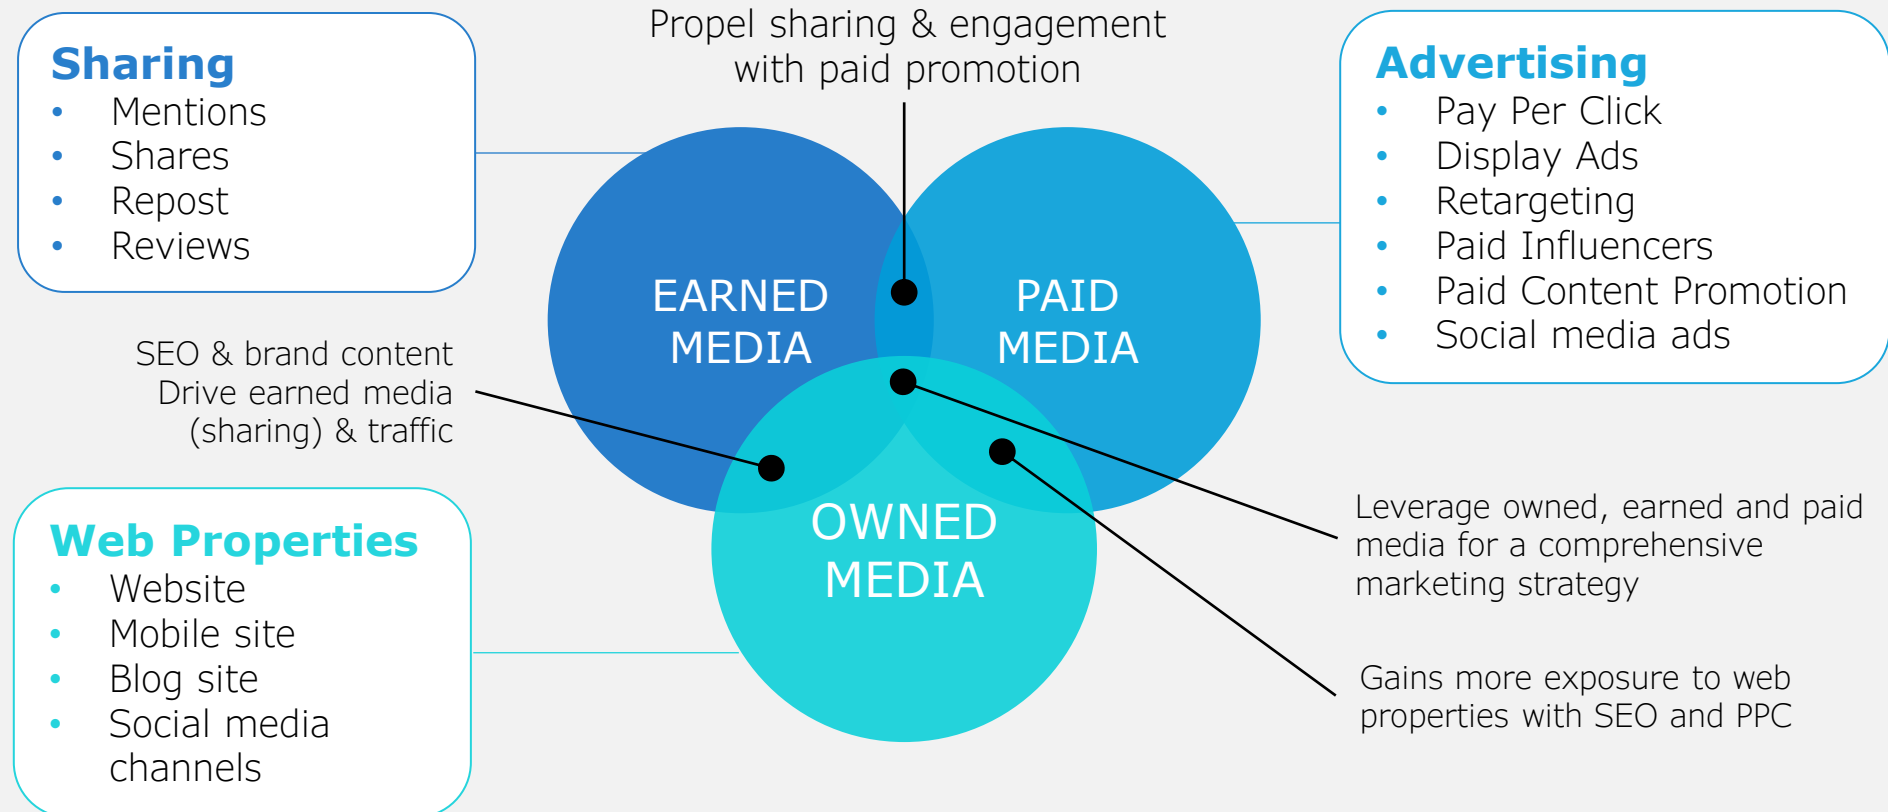 Propel sharing & engagement
with paid promotion
Sharing
• Mentions
• Shares
• Repost
• Reviews
Advertising
• Pay Per Click
• Display Ads
• Retargeting
• Paid Influencers
• Paid Content Promotion
• Social media ads
EARNED
MEDIA
PAID
MEDIA
SEO & brand content
Drive earned media
(sharing) & traffic
OWNED
MEDIA
Web Properties
• Website
• Mobile site
• Blog site
• Social media
channels
Leverage owned, earned and paid
media for a comprehensive
marketing strategy
Gains more exposure to web
properties with SEO and PPC